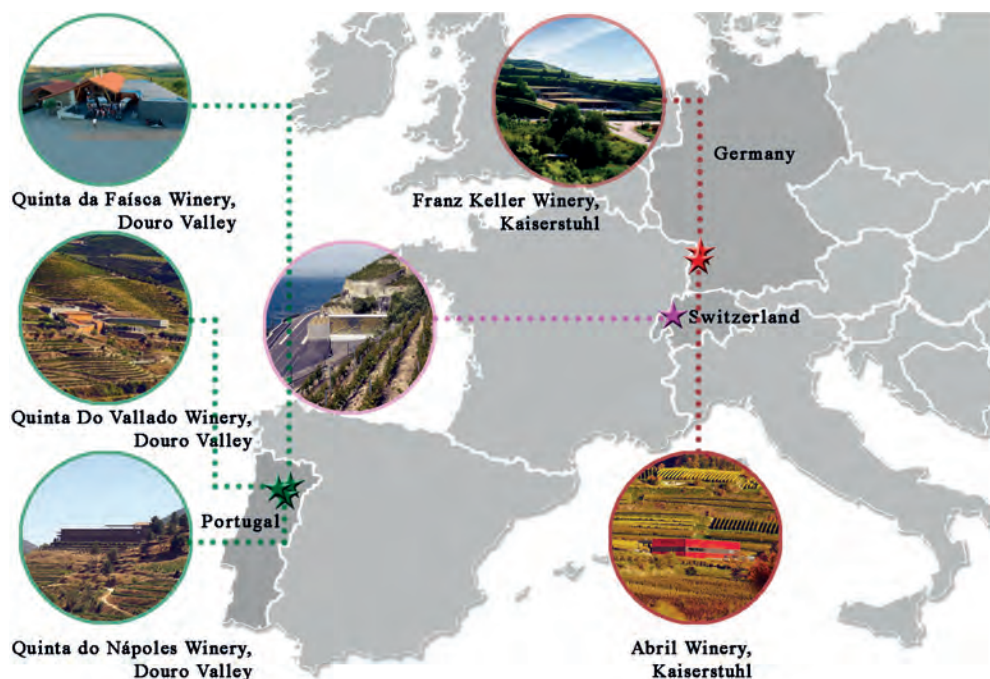 Quinta da Faísca Winery,
Douro Valley
Franz Keller Winery,
Kaiserstuhl
Germany
Quinta Do Vallado Winery,
Douro Valley
Switzerland
Portugal
Quinta do Nápoles Winery,
Douro Valley
Abril Winery,
Kaiserstuhl